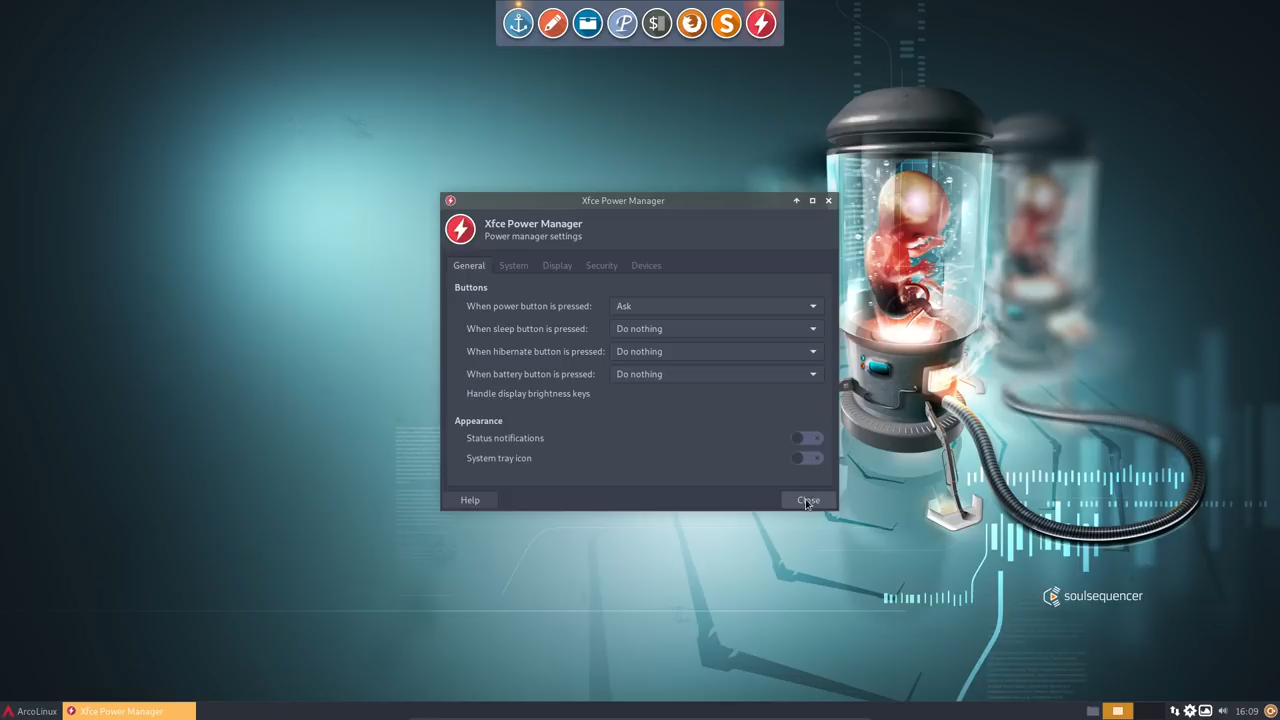 Xfce Power Manager
Xfce Power Manager
Power manager settings
General System Display Security Devices
Buttons
When power button is pressed: Ask
When sleep button is pressed: Do nothing
When hibernate button is pressed: Do nothing
When battery button is pressed: Do nothing
Handle display brightness keys
Appearance
Status notifications
System tray icon
Help Close
soulsequencer
ArcoLinux Xfce Power Manager 16:09